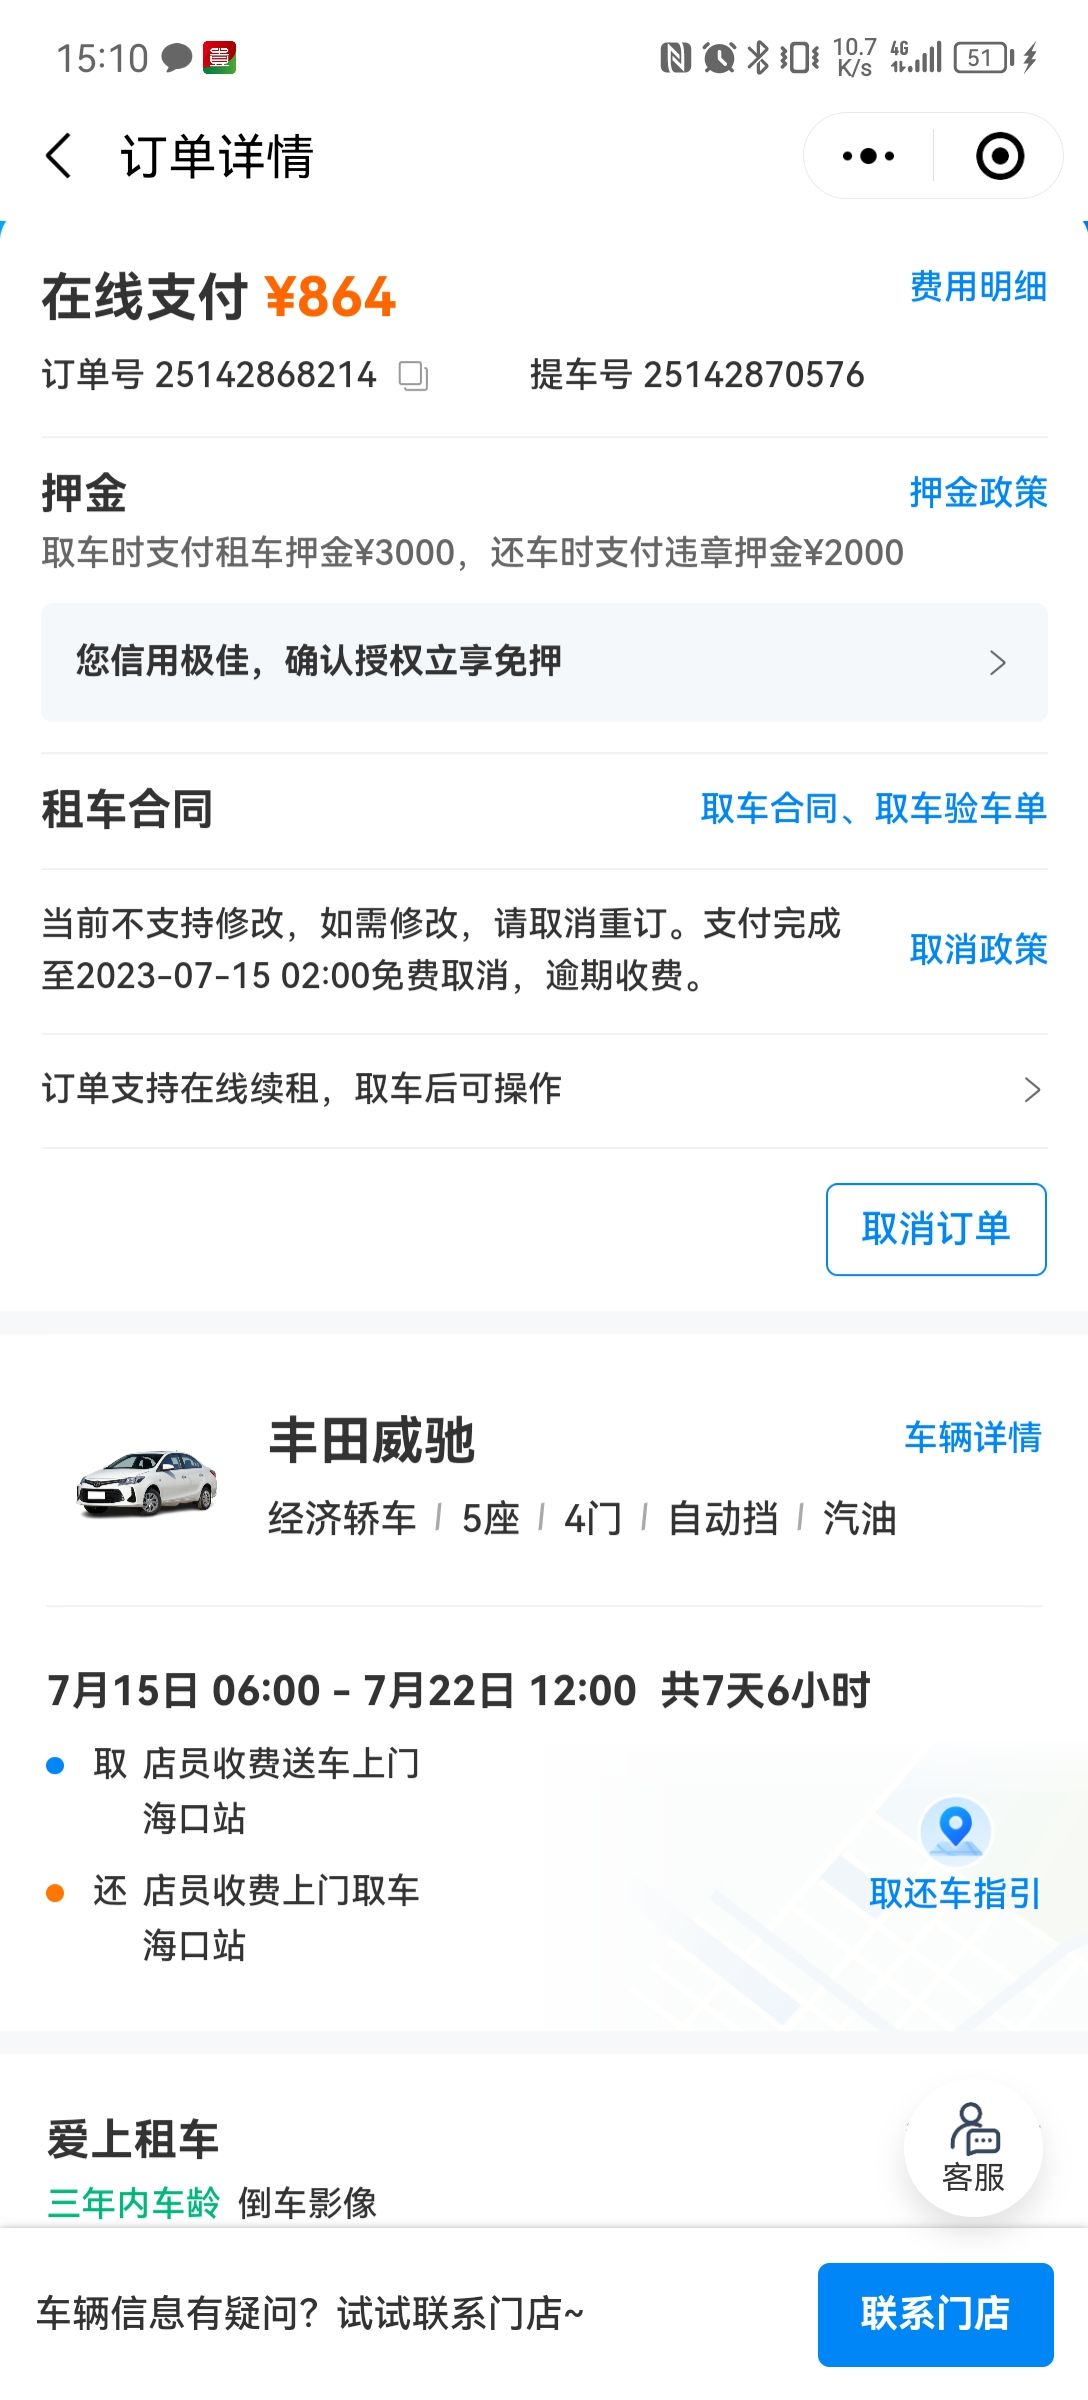 15:10
10.7 K/s 4G 51
订单详情
在线支付 ¥864 费用明细
订单号 25142868214 提车号 25142870576
押金 押金政策
取车时支付租车押金¥3000，还车时支付违章押金¥2000
您信用极佳，确认授权立享免押
租车合同 取车合同、取车验车单
当前不支持修改，如需修改，请取消重订。支付完成
至2023-07-15 02:00免费取消，逾期收费。
取消政策
订单支持在线续租，取车后可操作
取消订单
丰田威驰 车辆详情
经济轿车 / 5座 / 4门 / 自动挡 / 汽油
7月15日 06:00 - 7月22日 12:00 共7天6小时
取 店员收费送车上门
海口站
还 店员收费上门取车
海口站
取还车指引
爱上租车
三年内车龄 倒车影像
客服
车辆信息有疑问？试试联系门店~ 联系门店